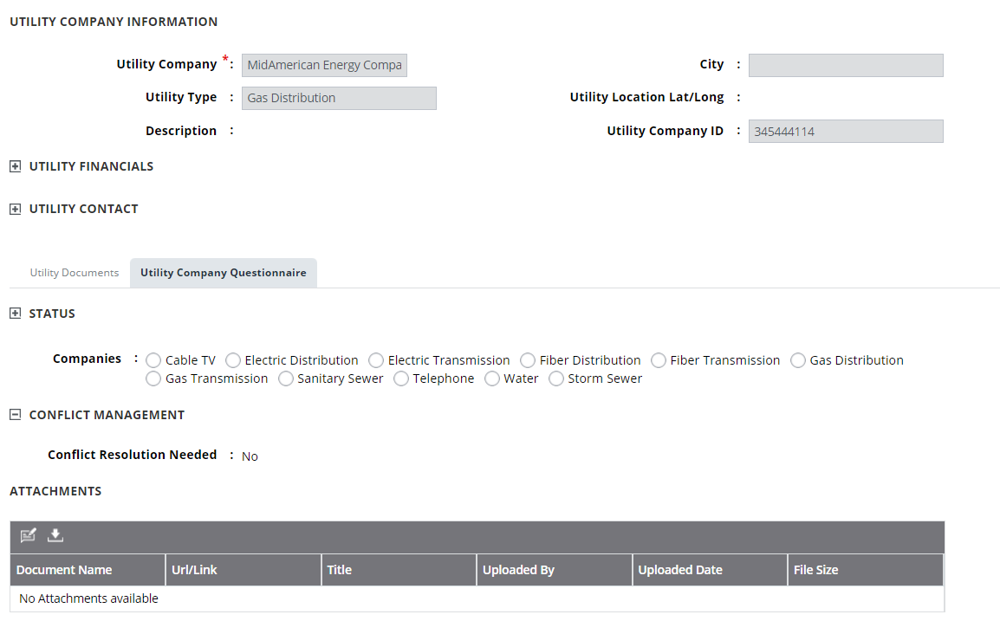 UTILITY COMPANY INFORMATION
Utility Company *: MidAmerican Energy Compa City :
Utility Type : Gas Distribution Utility Location Lat/Long :
Description : Utility Company ID : 345444114
UTILITY FINANCIALS
UTILITY CONTACT
Utility Documents Utility Company Questionnaire
STATUS
Companies : Cable TV Electric Distribution Electric Transmission Fiber Distribution Fiber Transmission Gas Distribution
Gas Transmission Sanitary Sewer Telephone Water Storm Sewer
CONFLICT MANAGEMENT
Conflict Resolution Needed : No
ATTACHMENTS
Document Name Url/Link Title Uploaded By Uploaded Date File Size
No Attachments available